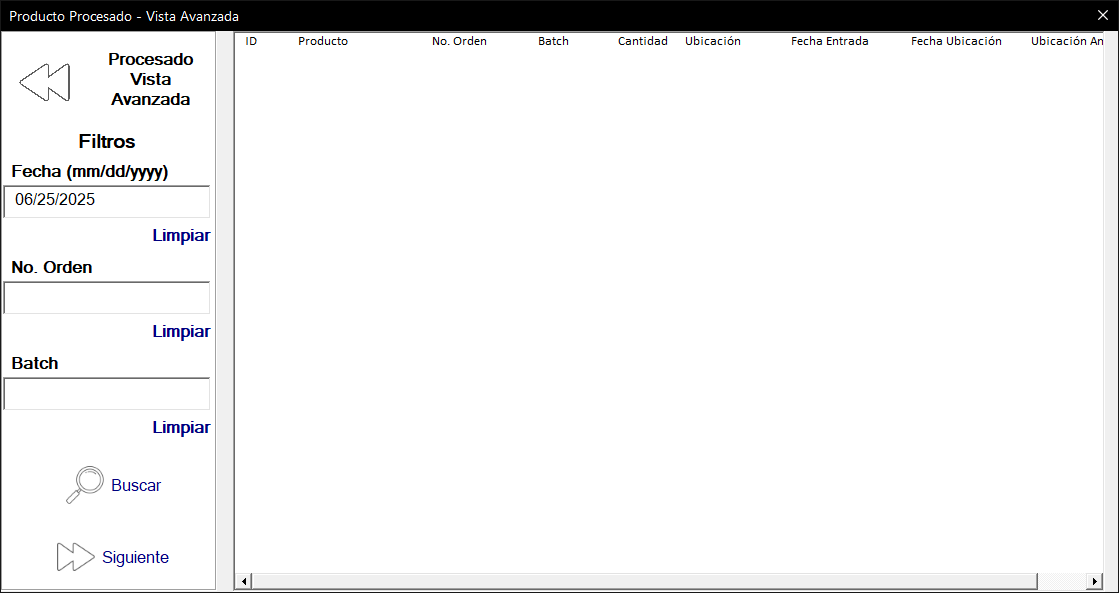 Producto Procesado - Vista Avanzada
Procesado
Vista
Avanzada
Filtros
Fecha (mm/dd/yyyy)
06/25/2025
Limpiar
No. Orden
Limpiar
Batch
Limpiar
Buscar
Siguiente
ID Producto No. Orden Batch Cantidad Ubicación Fecha Entrada Fecha Ubicación Ubicación An